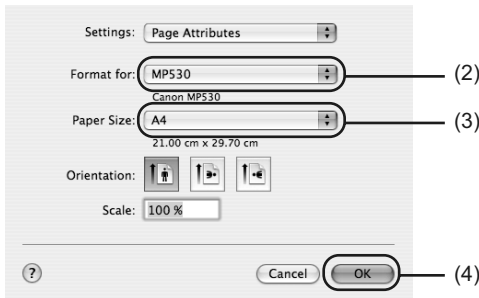 Settings: Page Attributes
Format for: MP530 (2)
Canon MP530
Paper Size: A4 (3)
21.00 cm x 29.70 cm
Orientation:
Scale: 100 %
? Cancel OK (4)